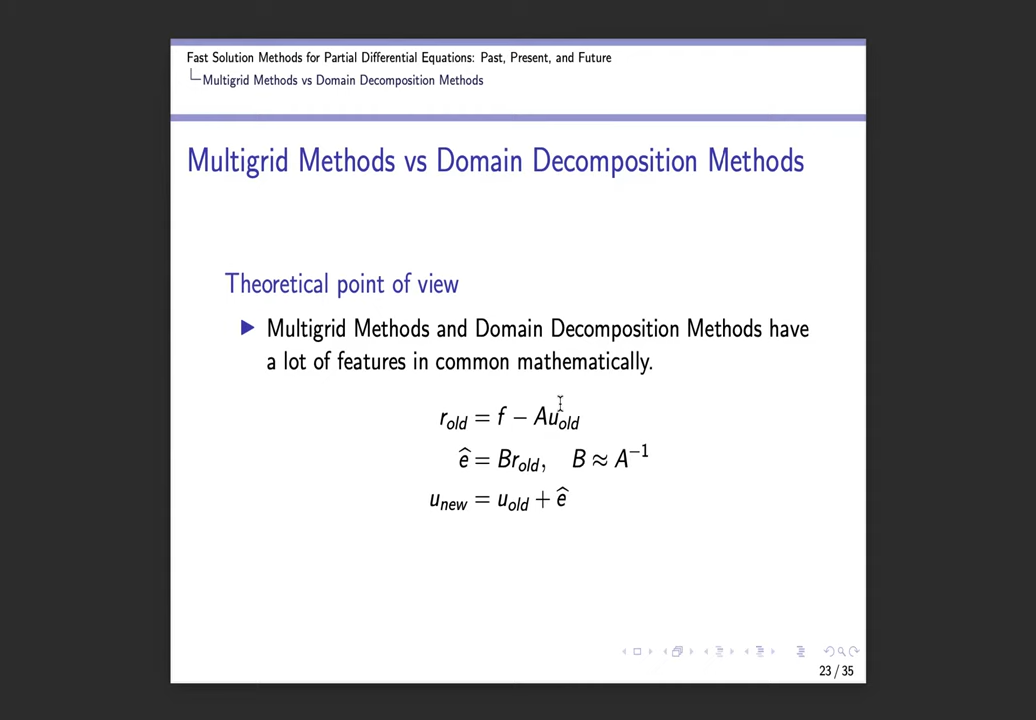 Fast Solution Methods for Partial Differential Equations: Past, Present, and Future
Multigrid Methods vs Domain Decomposition Methods
Multigrid Methods vs Domain Decomposition Methods
Theoretical point of view
Multigrid Methods and Domain Decomposition Methods have
a lot of features in common mathematically.
r_old = f − Au_old
ê = Br_old, B ≈ A⁻¹
u_new = u_old + ê
23 / 35